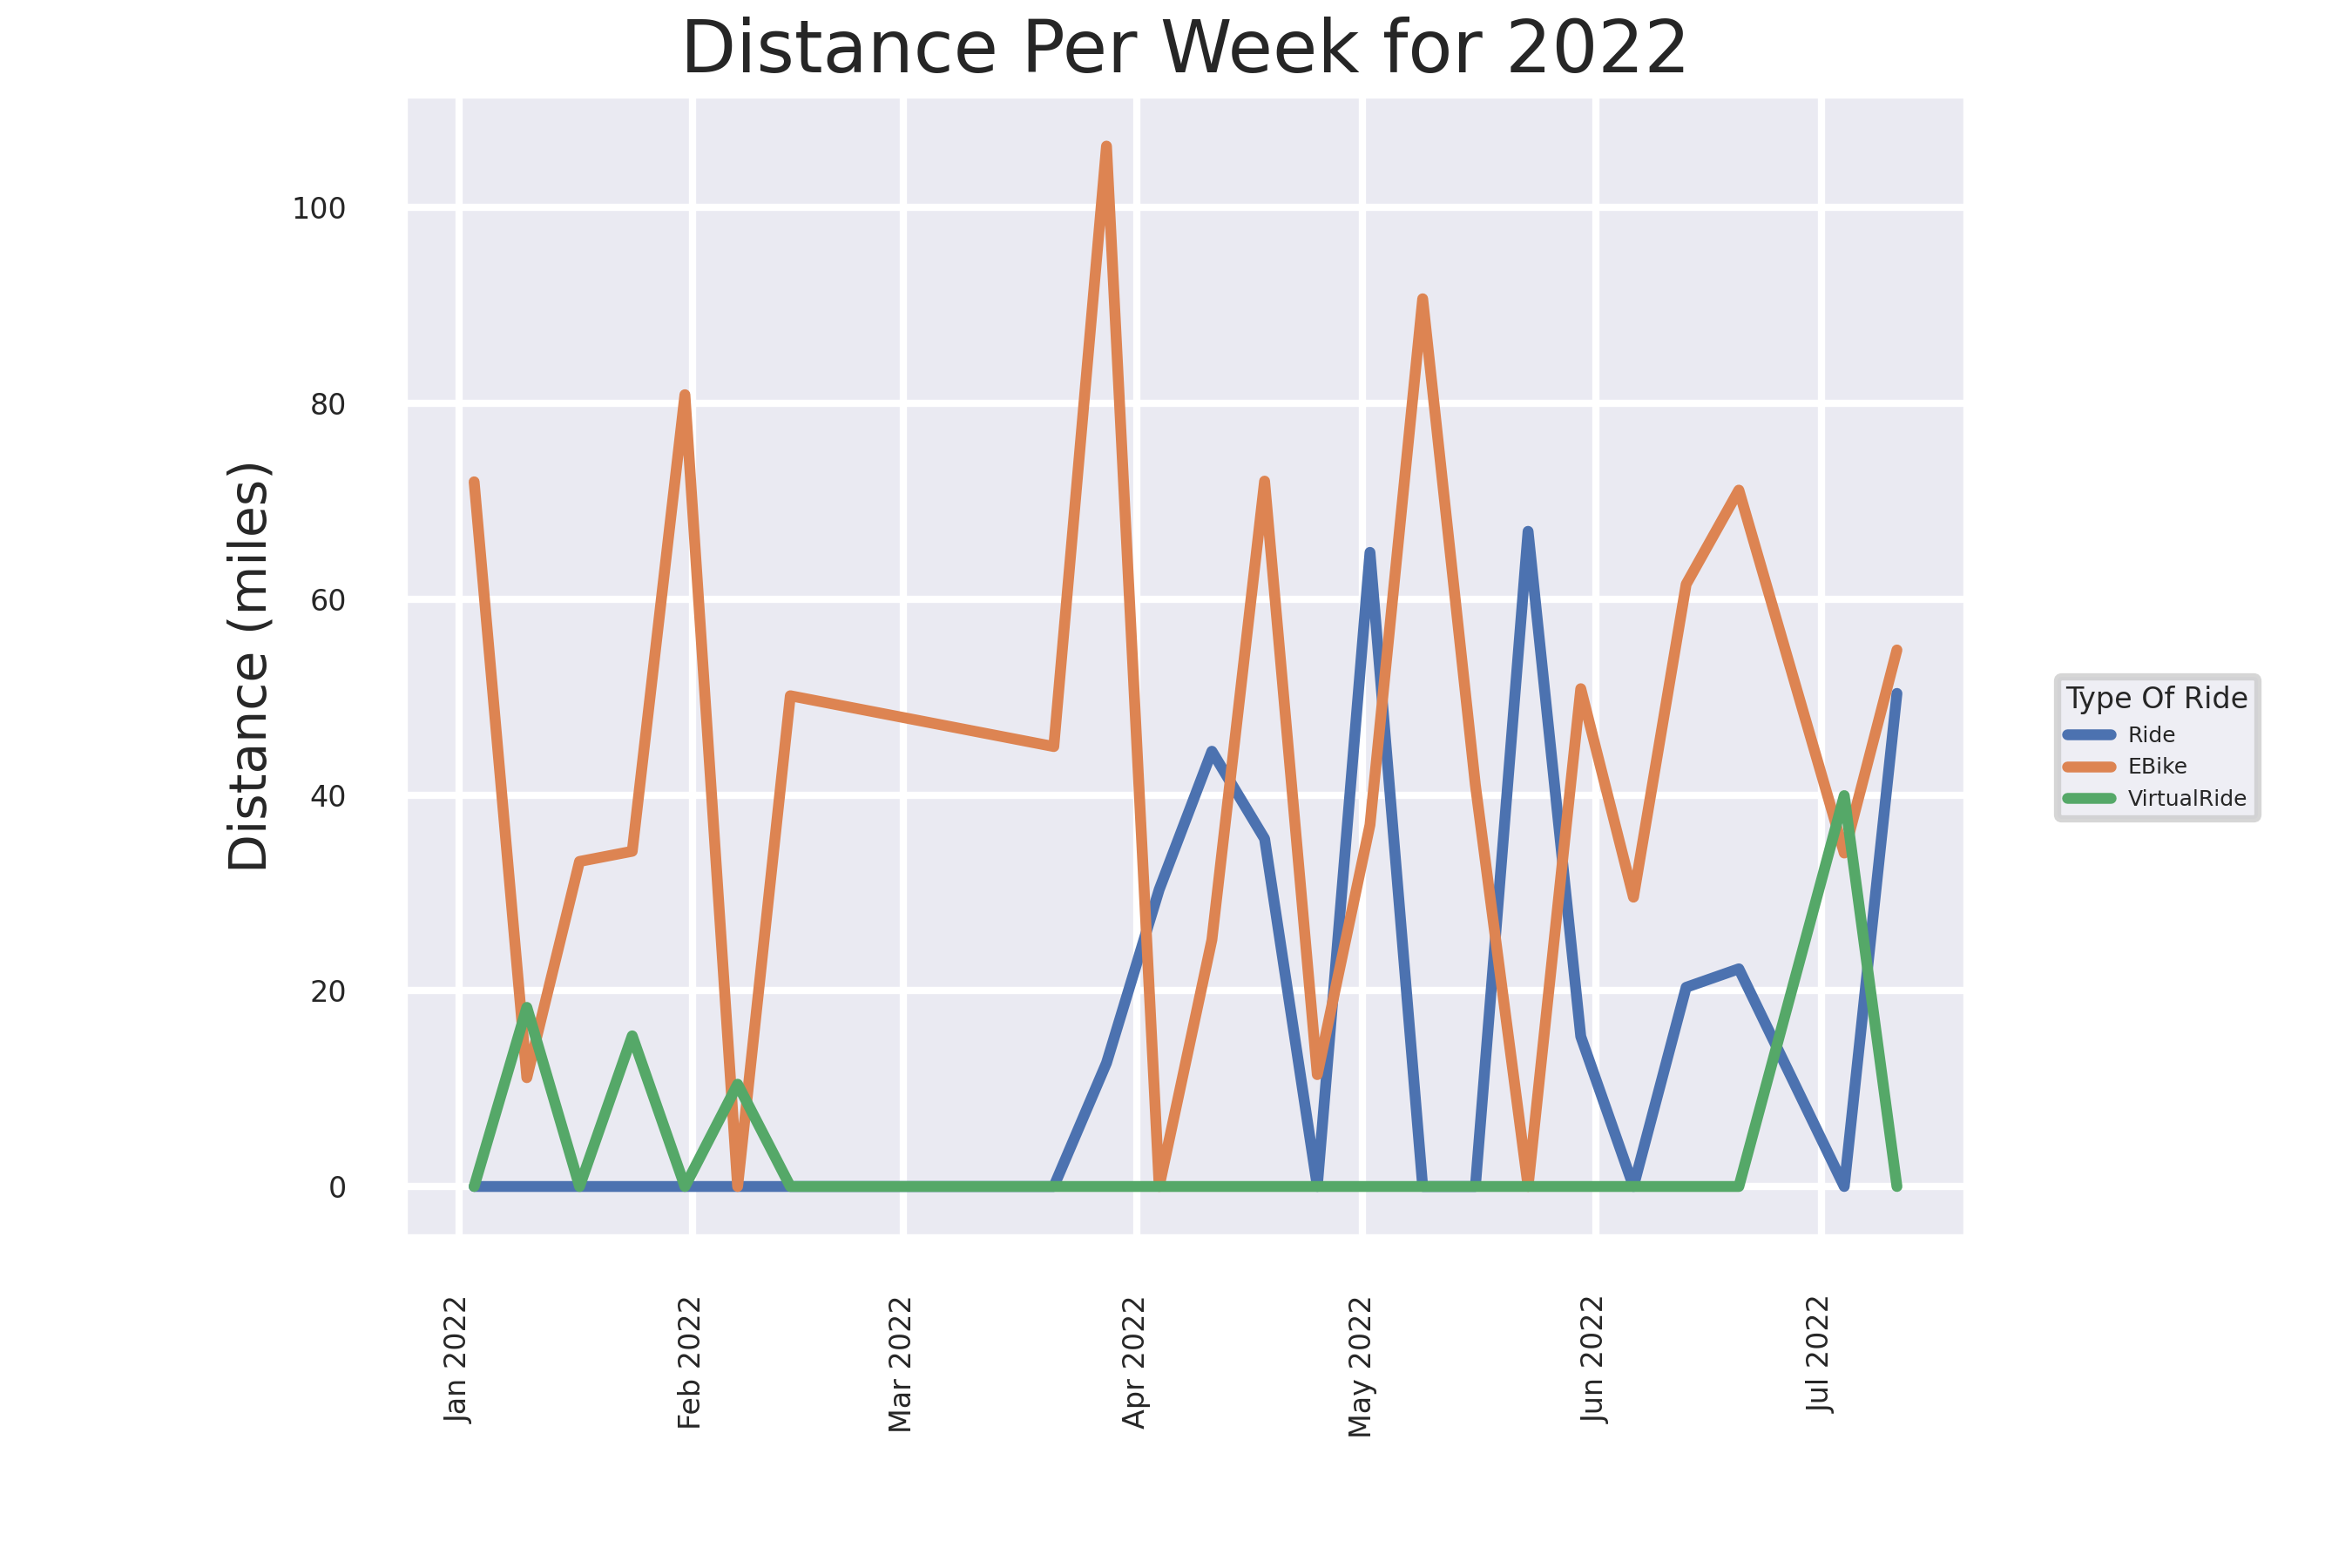 Distance Per Week for 2022
Distance (miles)
100
80
60
40
20
0
Jan 2022
Feb 2022
Mar 2022
Apr 2022
May 2022
Jun 2022
Jul 2022
Type Of Ride
Ride
EBike
VirtualRide